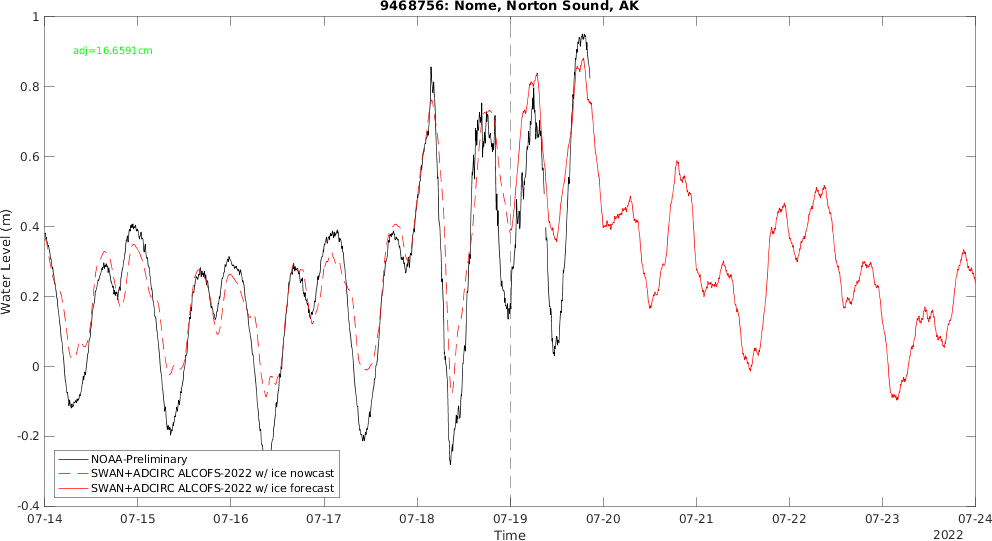 9468756: Nome, Norton Sound, AK
adj=16.6591cm
1
0.8
0.6
0.4
0.2
0
-0.2
-0.4
Water Level (m)
NOAA-Preliminary
SWAN+ADCIRC ALCOFS-2022 w/ ice nowcast
SWAN+ADCIRC ALCOFS-2022 w/ ice forecast
07-14 07-15 07-16 07-17 07-18 07-19 07-20 07-21 07-22 07-23 07-24
Time
2022